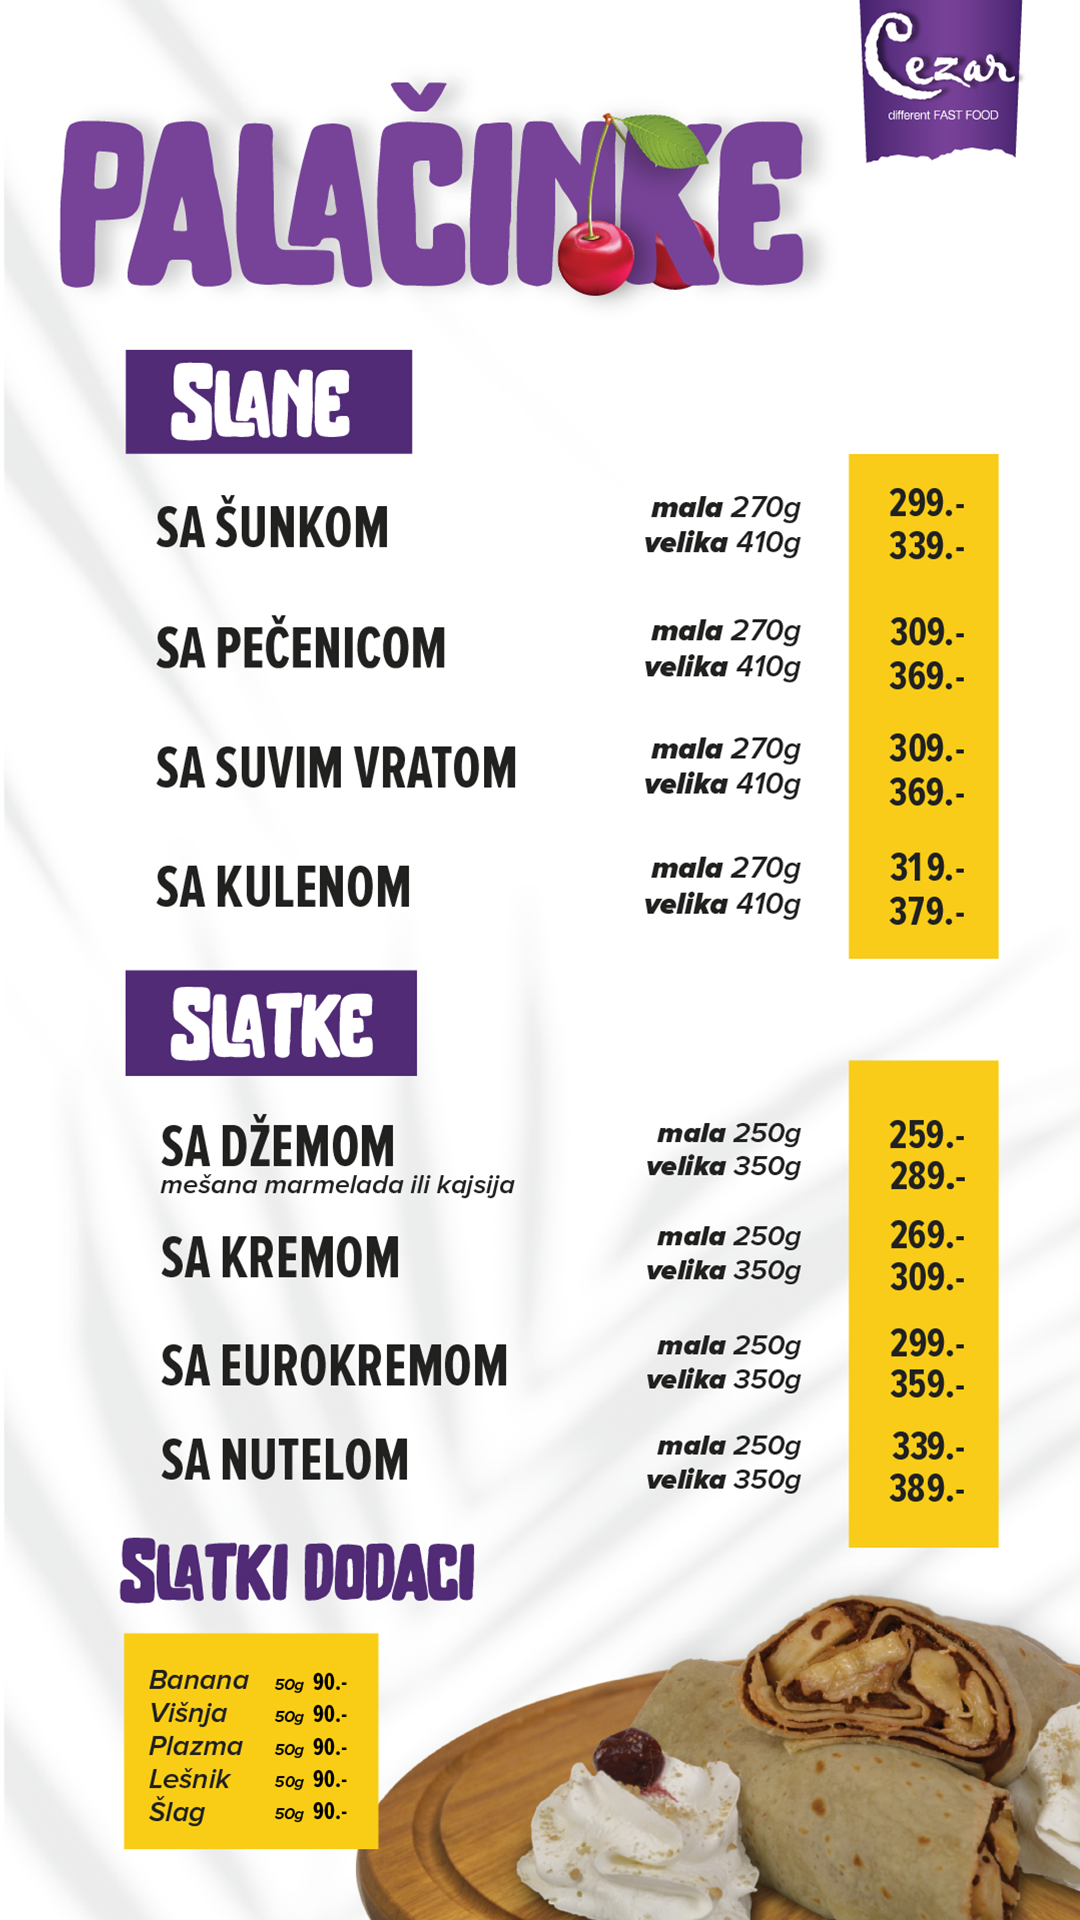 Cezar
different FAST FOOD
PALAČINKE
SLANE
SA ŠUNKOM mala 270g 299.-
velika 410g 339.-
SA PEČENICOM mala 270g 309.-
velika 410g 369.-
SA SUVIM VRATOM mala 270g 309.-
velika 410g 369.-
SA KULENOM mala 270g 319.-
velika 410g 379.-
SLATKE
SA DŽEMOM mala 250g 259.-
mešana marmelada ili kajsija velika 350g 289.-
SA KREMOM mala 250g 269.-
velika 350g 309.-
SA EUROKREMOM mala 250g 299.-
velika 350g 359.-
SA NUTELOM mala 250g 339.-
velika 350g 389.-
SLATKI DODACI
Banana 50g 90.-
Višnja 50g 90.-
Plazma 50g 90.-
Lešnik 50g 90.-
Šlag 50g 90.-